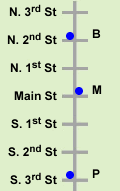 N. 3rd St
N. 2nd St B
N. 1st St
Main St M
S. 1st St
S. 2nd St
S. 3rd St P